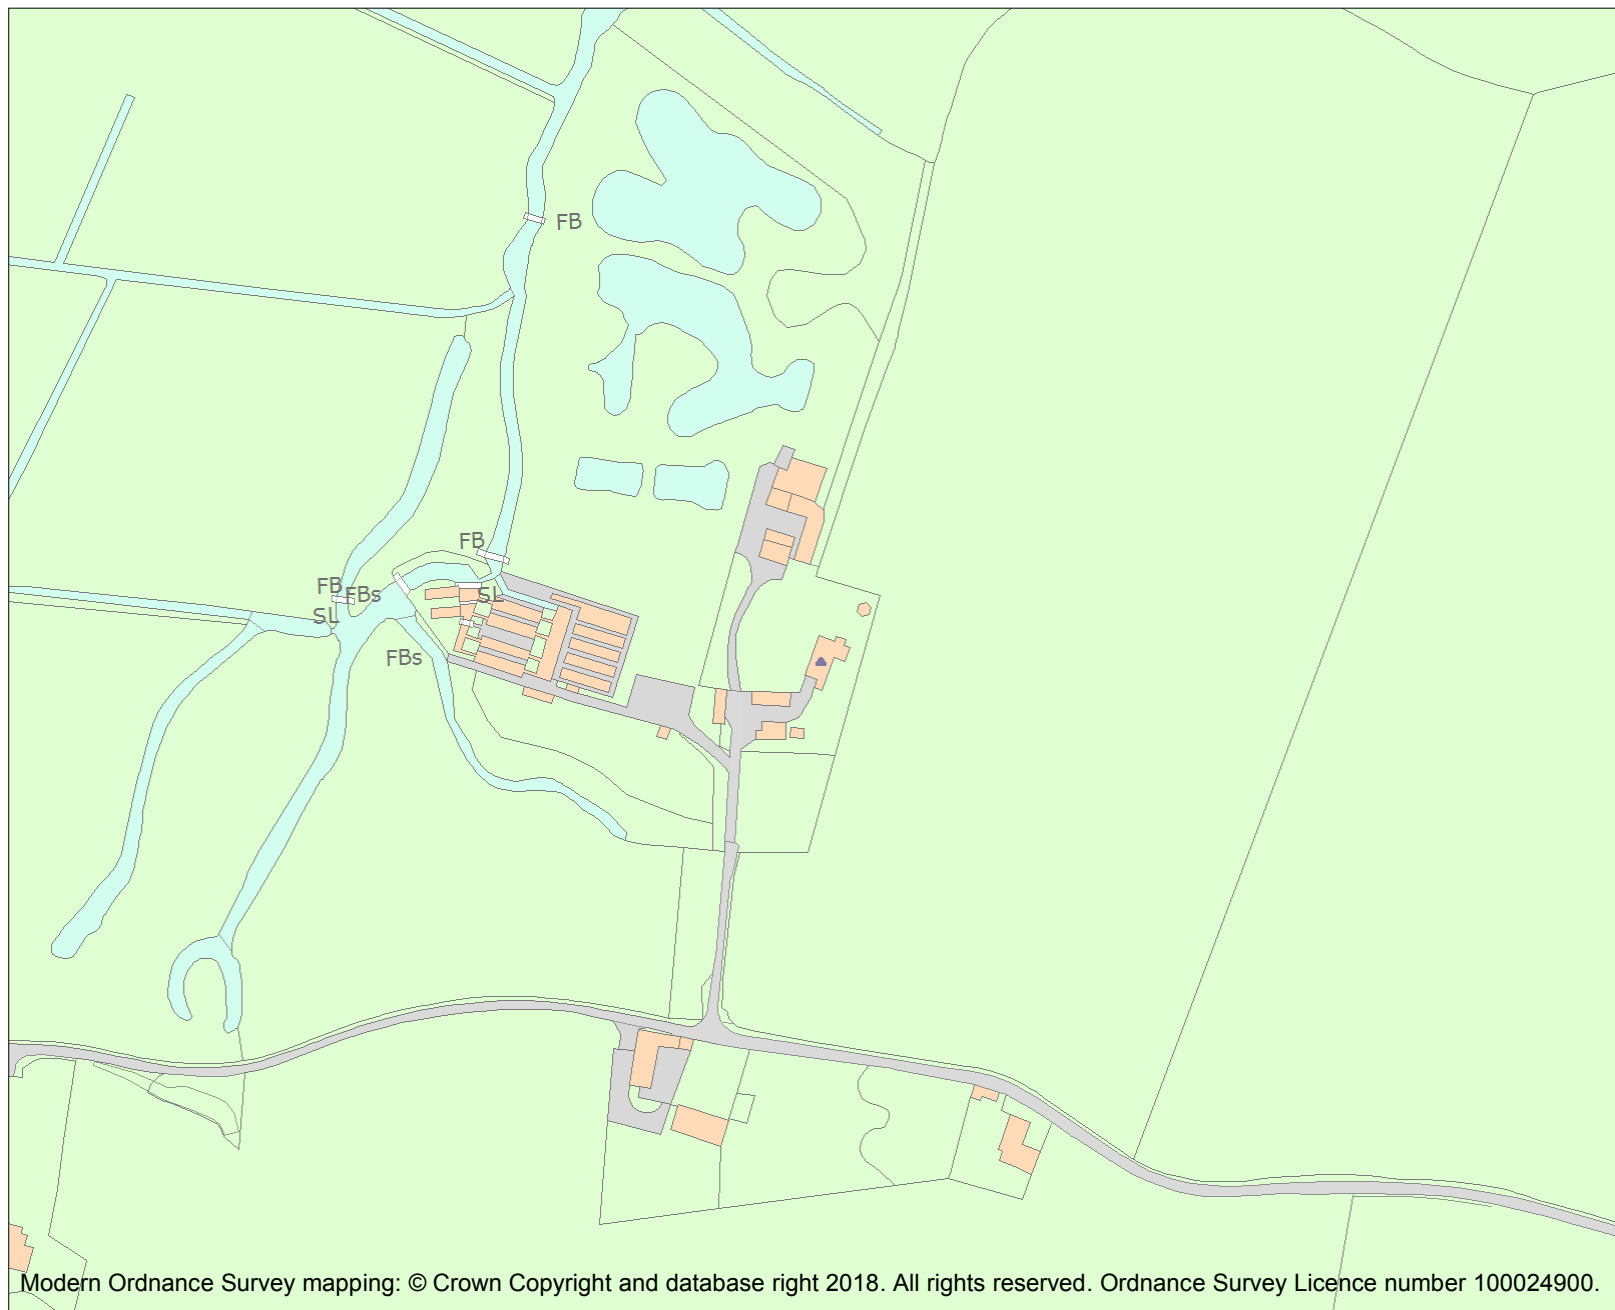 FB
FB
FB
FBs
SL
SL
FBs
Modern Ordnance Survey mapping: © Crown Copyright and database right 2018. All rights reserved. Ordnance Survey Licence number 100024900.